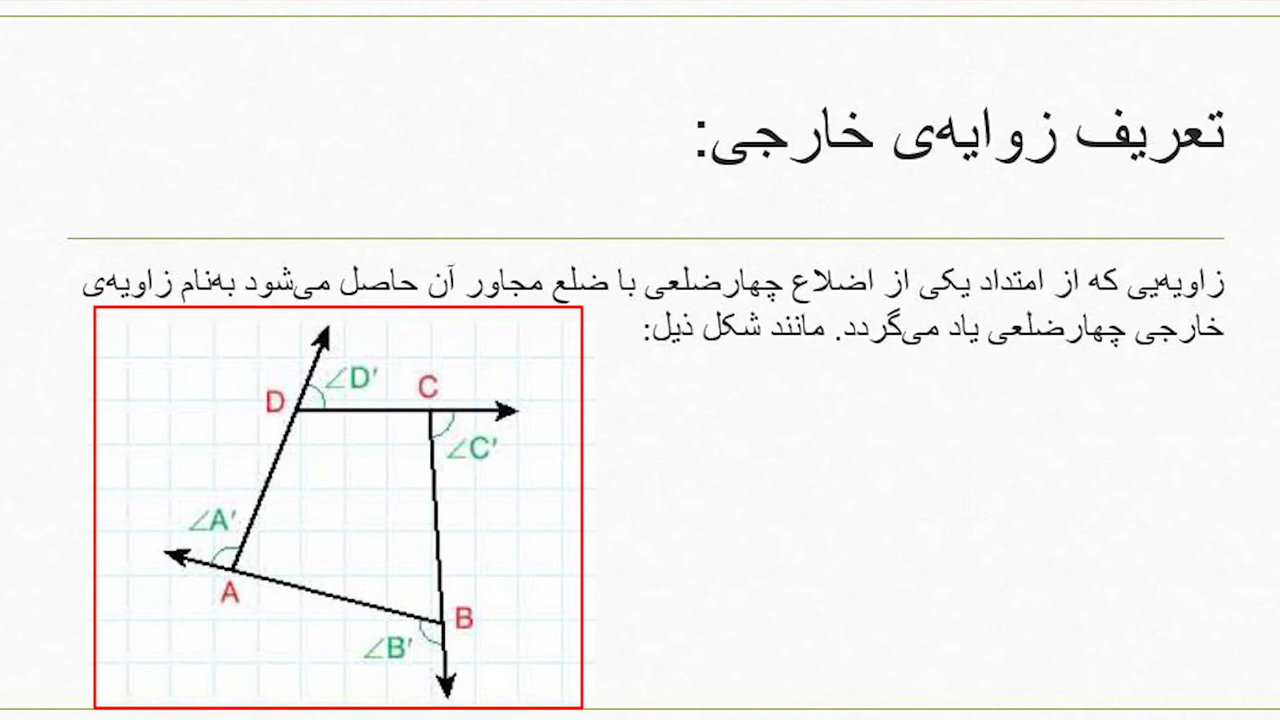 تعریف زوایه‌ی خارجی:
زاویه‌یی که از امتداد یکی از اضلاع چهارضلعی با ضلع مجاور آن حاصل می‌شود به‌نام زاویه‌ی
خارجی چهارضلعی یاد می‌گردد. مانند شکل ذیل:
∠D'
C
D
∠C'
∠A'
A
B
∠B'